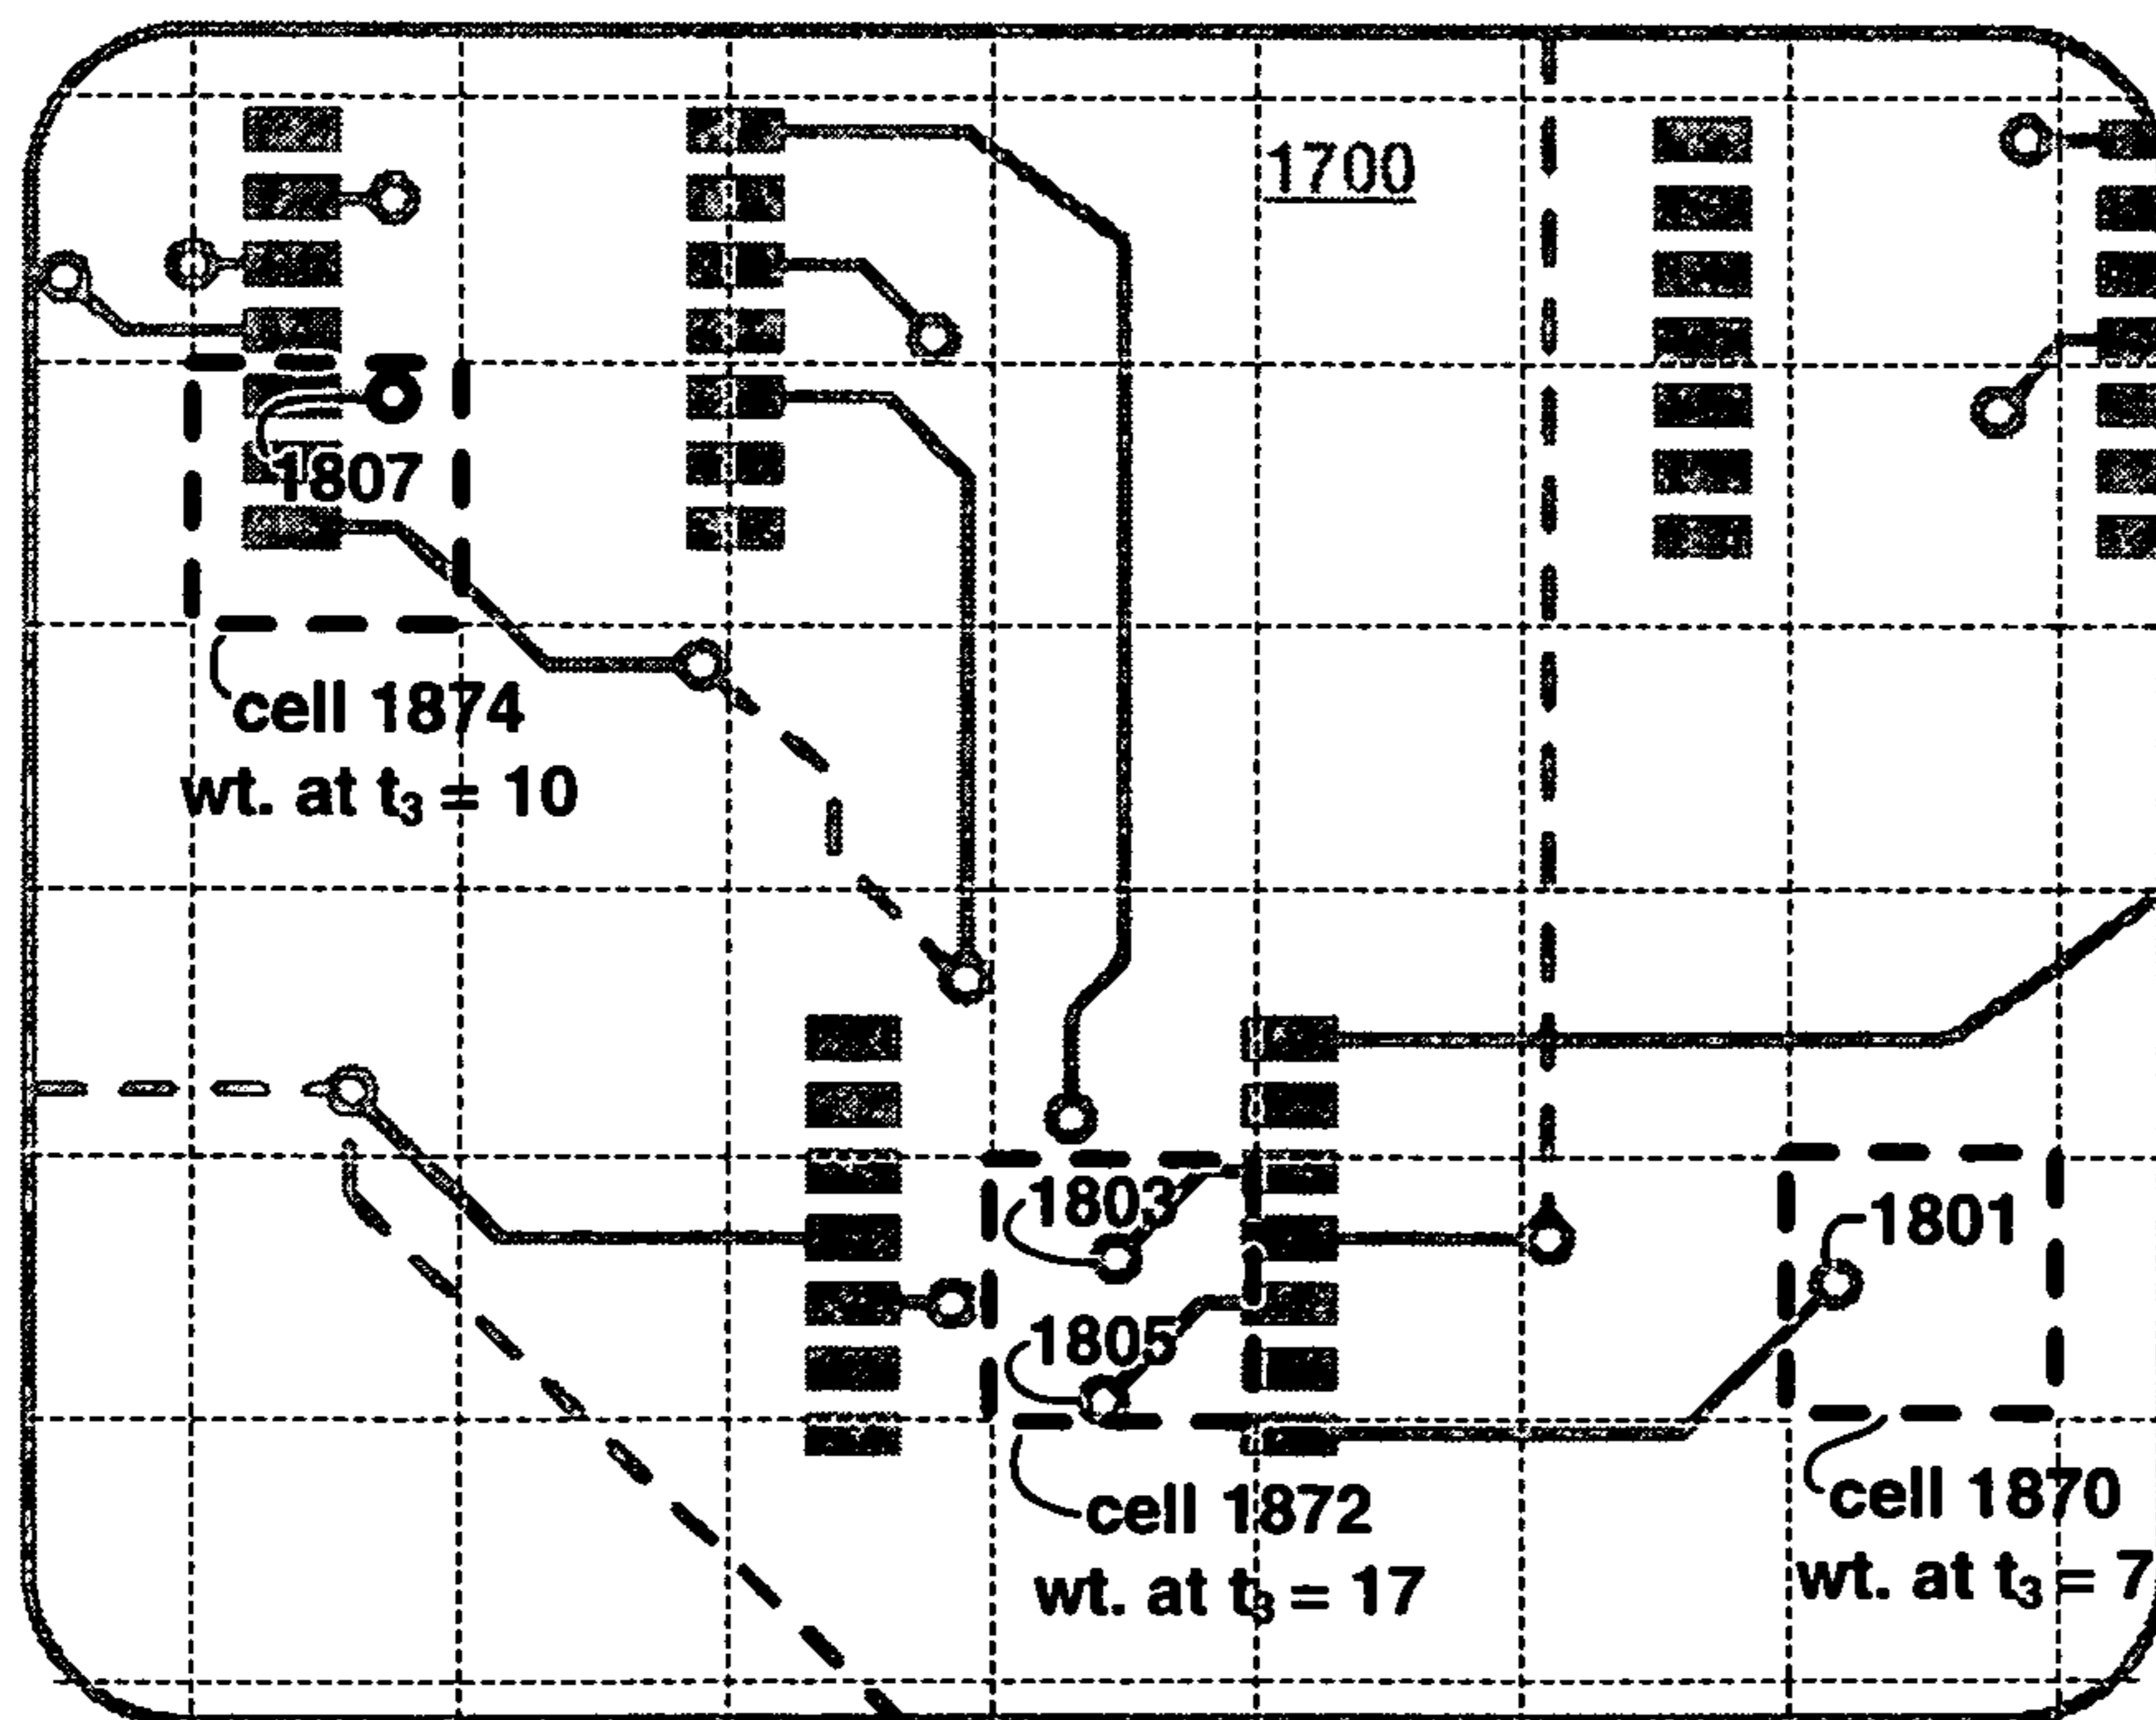 1700
1807
cell 1874
wt. at t₃ = 10
1803
1801
1805
cell 1872
wt. at t₃ = 17
cell 1870
wt. at t₃ = 7